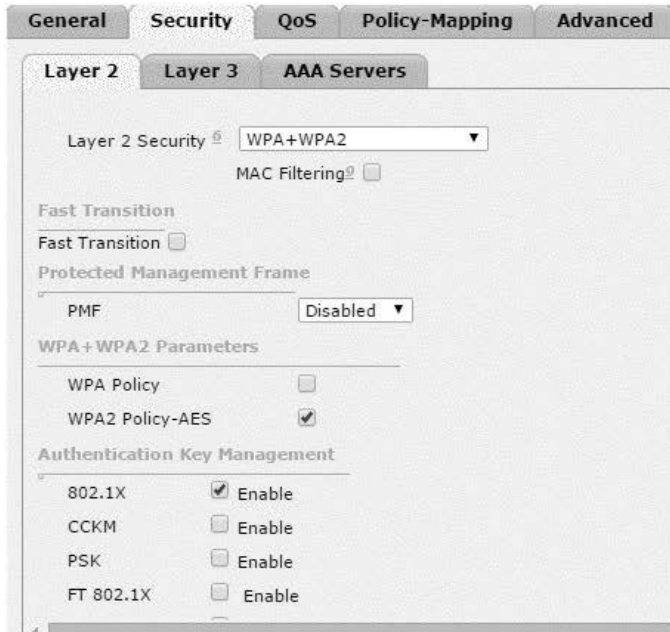 General Security QoS Policy-Mapping Advanced
Layer 2 Layer 3 AAA Servers
Layer 2 Security 6 WPA+WPA2
MAC Filtering 9
Fast Transition
Fast Transition
Protected Management Frame
PMF Disabled
WPA+WPA2 Parameters
WPA Policy
WPA2 Policy-AES
Authentication Key Management
802.1X Enable
CCKM Enable
PSK Enable
FT 802.1X Enable